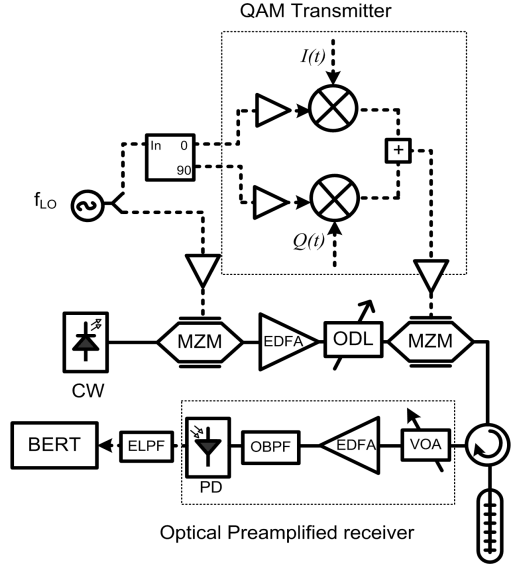 QAM Transmitter
I(t)
In 0
90
+
f_LO
Q(t)
MZM
EDFA
ODL
MZM
CW
BERT
ELPF
PD
OBPF
EDFA
VOA
Optical Preamplified receiver